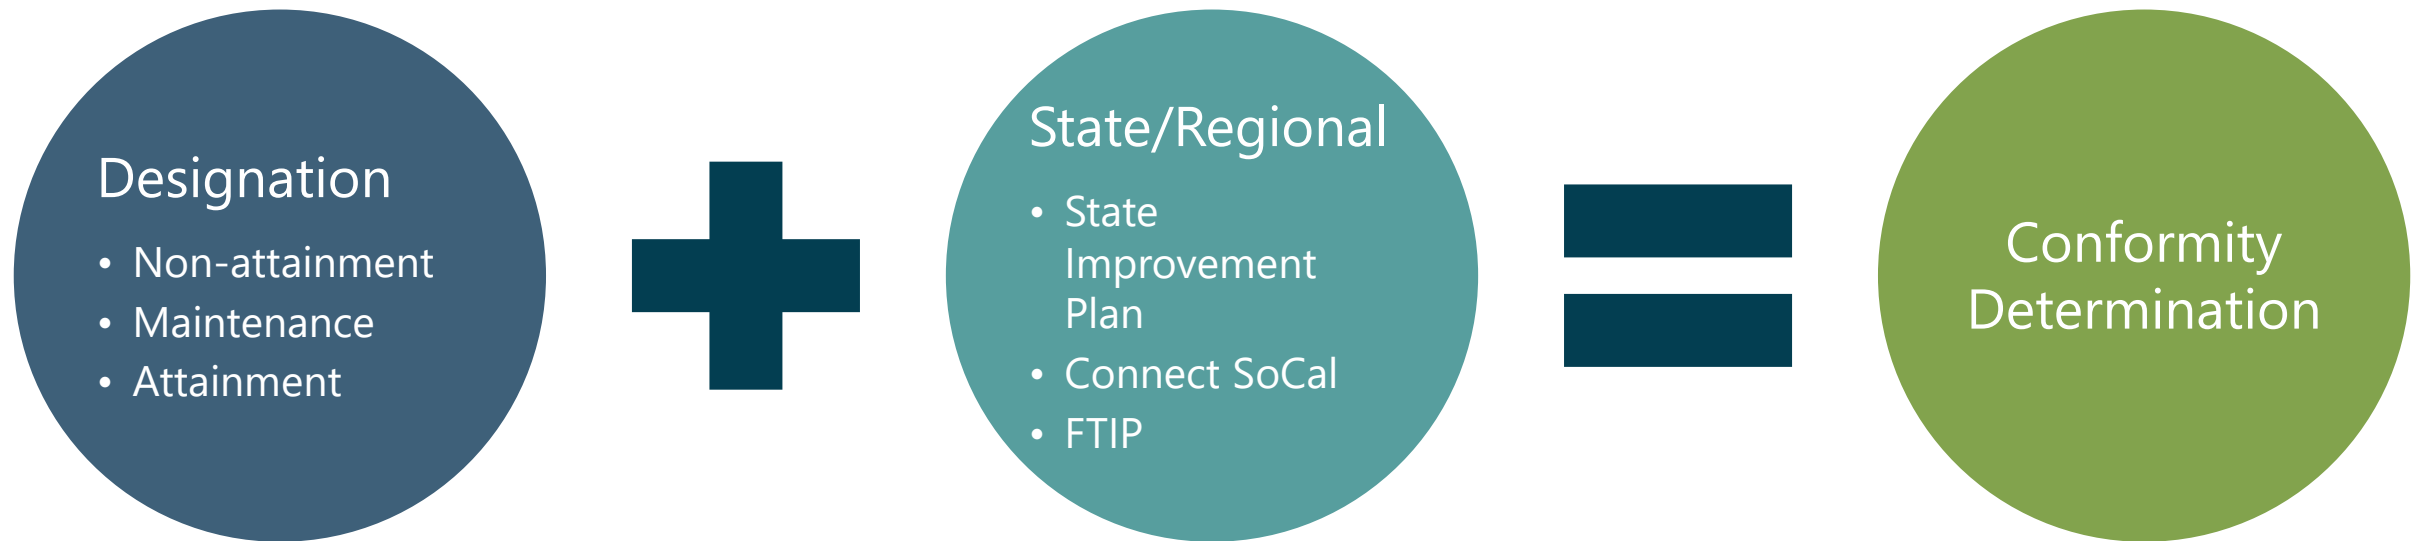 Designation
• Non-attainment
• Maintenance
• Attainment
State/Regional
• State
Improvement
Plan
• Connect SoCal
• FTIP
Conformity
Determination